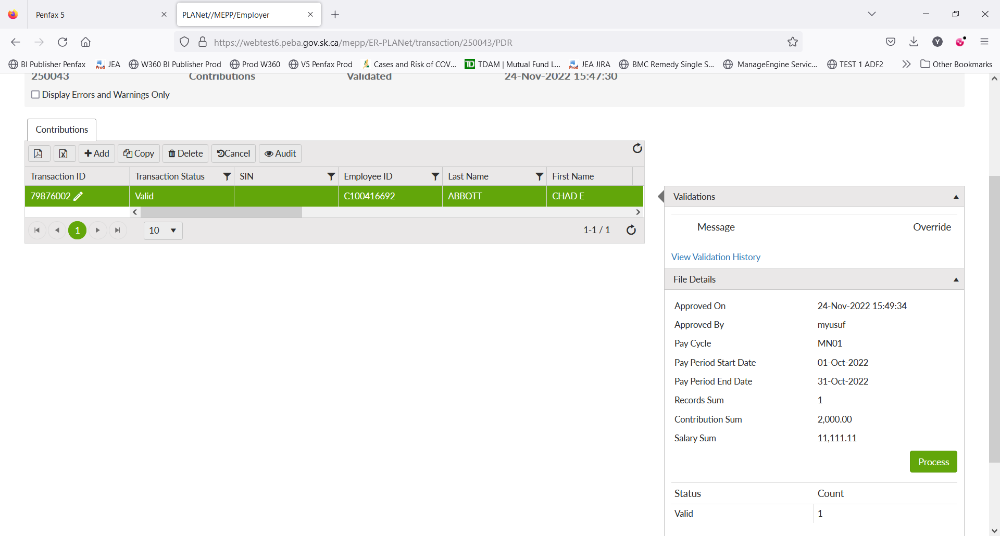 Penfax 5
PLANet//MEPP/Employer
https://webtest6.peba.gov.sk.ca/mepp/ER-PLANet/transaction/250043/PDR
Y
BI Publisher Penfax
JEA
W360 BI Publisher Prod
Prod W360
V5 Penfax Prod
Cases and Risk of COV...
TDAM | Mutual Fund L...
JEA JIRA
BMC Remedy Single S...
ManageEngine Servic...
TEST 1 ADF2
Other Bookmarks
250043 Contributions Validated 24-Nov-2022 15:47:30
Display Errors and Warnings Only
Contributions
Add Copy Delete Cancel Audit
Transaction ID Transaction Status SIN Employee ID Last Name First Name
79876002 Valid C100416692 ABBOTT CHAD E
1 10 1-1 / 1
Validations
Message Override
View Validation History
File Details
Approved On 24-Nov-2022 15:49:34
Approved By myusuf
Pay Cycle MN01
Pay Period Start Date 01-Oct-2022
Pay Period End Date 31-Oct-2022
Records Sum 1
Contribution Sum 2,000.00
Salary Sum 11,111.11
Process
Status Count
Valid 1